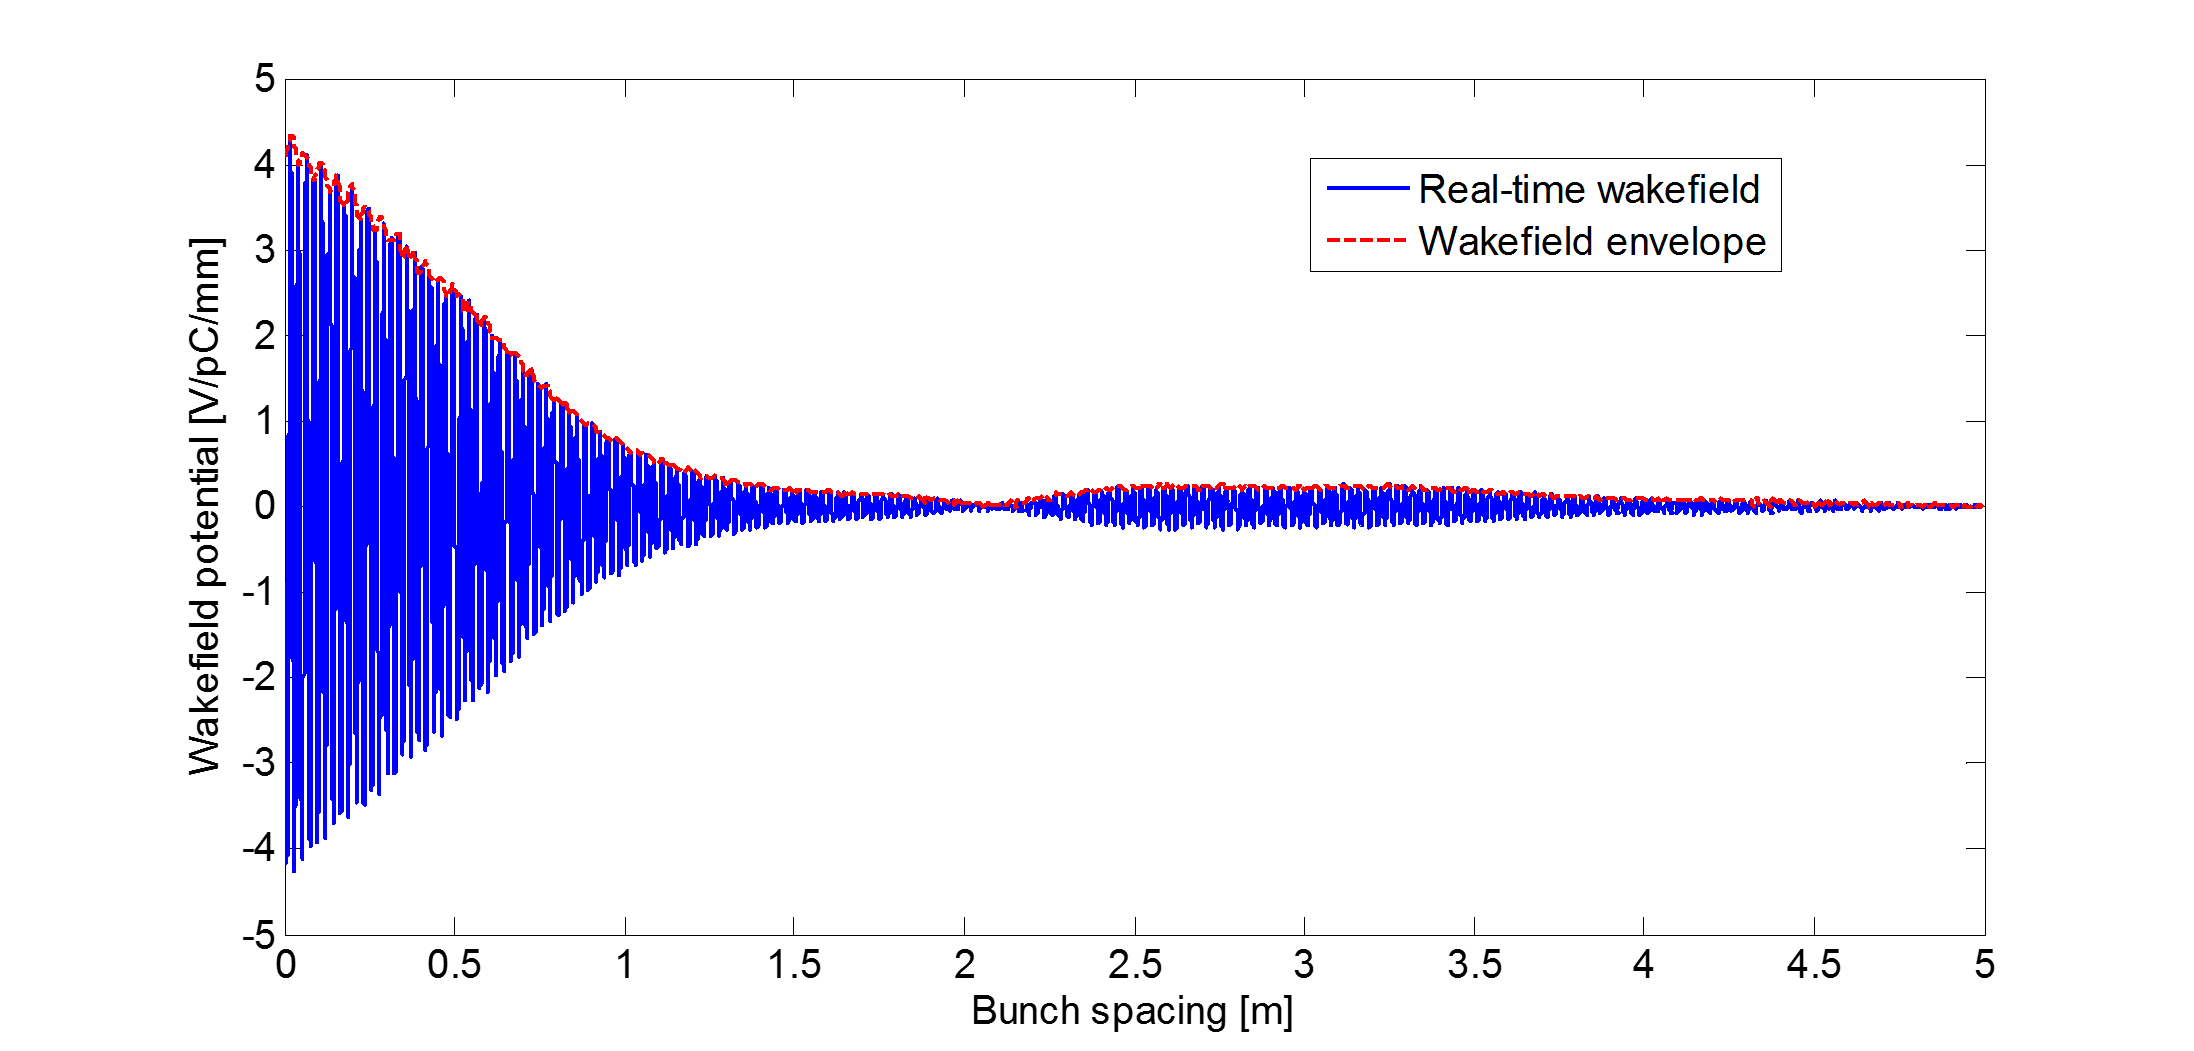 Wakefield potential [V/pC/mm]
5
4
3
2
1
0
-1
-2
-3
-4
-5
Real-time wakefield
Wakefield envelope
0 0.5 1 1.5 2 2.5 3 3.5 4 4.5 5
Bunch spacing [m]